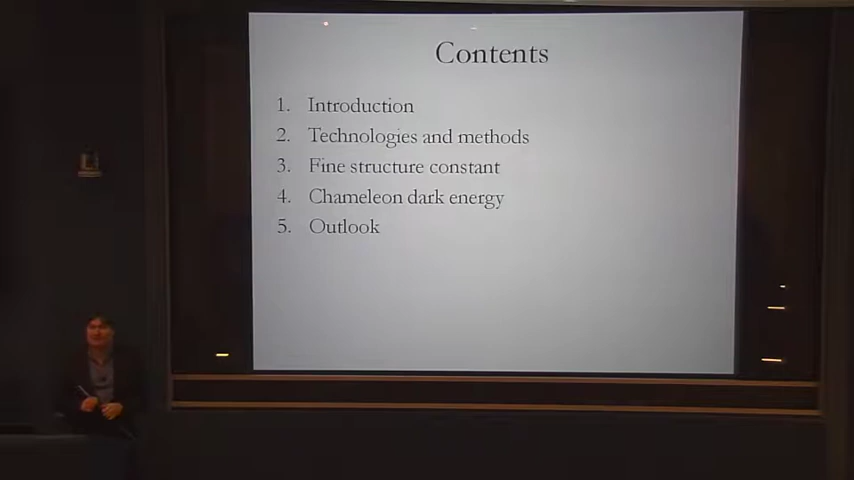 Contents
1. Introduction
2. Technologies and methods
3. Fine structure constant
4. Chameleon dark energy
5. Outlook